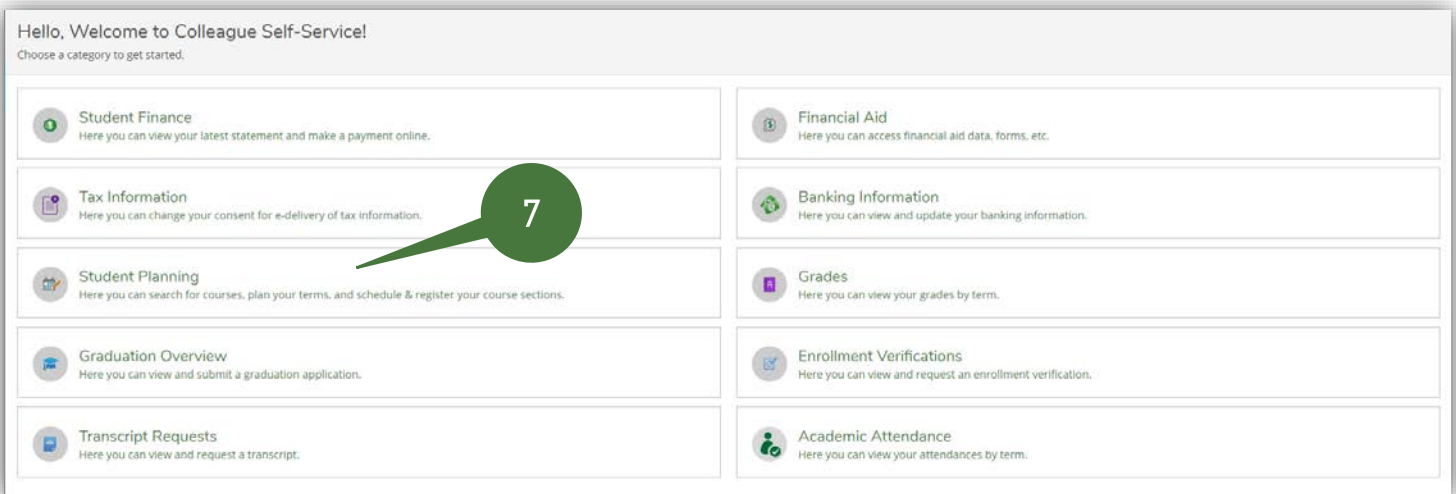 Hello, Welcome to Colleague Self-Service!
Choose a category to get started.
Student Finance
Here you can view your latest statement and make a payment online.
Financial Aid
Here you can access financial aid data, forms, etc.
Tax Information
Here you can change your consent for e-delivery of tax information.
7
Banking Information
Here you can view and update your banking information.
Student Planning
Here you can search for courses, plan your terms, and schedule & register your course sections.
Grades
Here you can view your grades by term.
Graduation Overview
Here you can view and submit a graduation application.
Enrollment Verifications
Here you can view and request an enrollment verification.
Transcript Requests
Here you can view and request a transcript.
Academic Attendance
Here you can view your attendances by term.